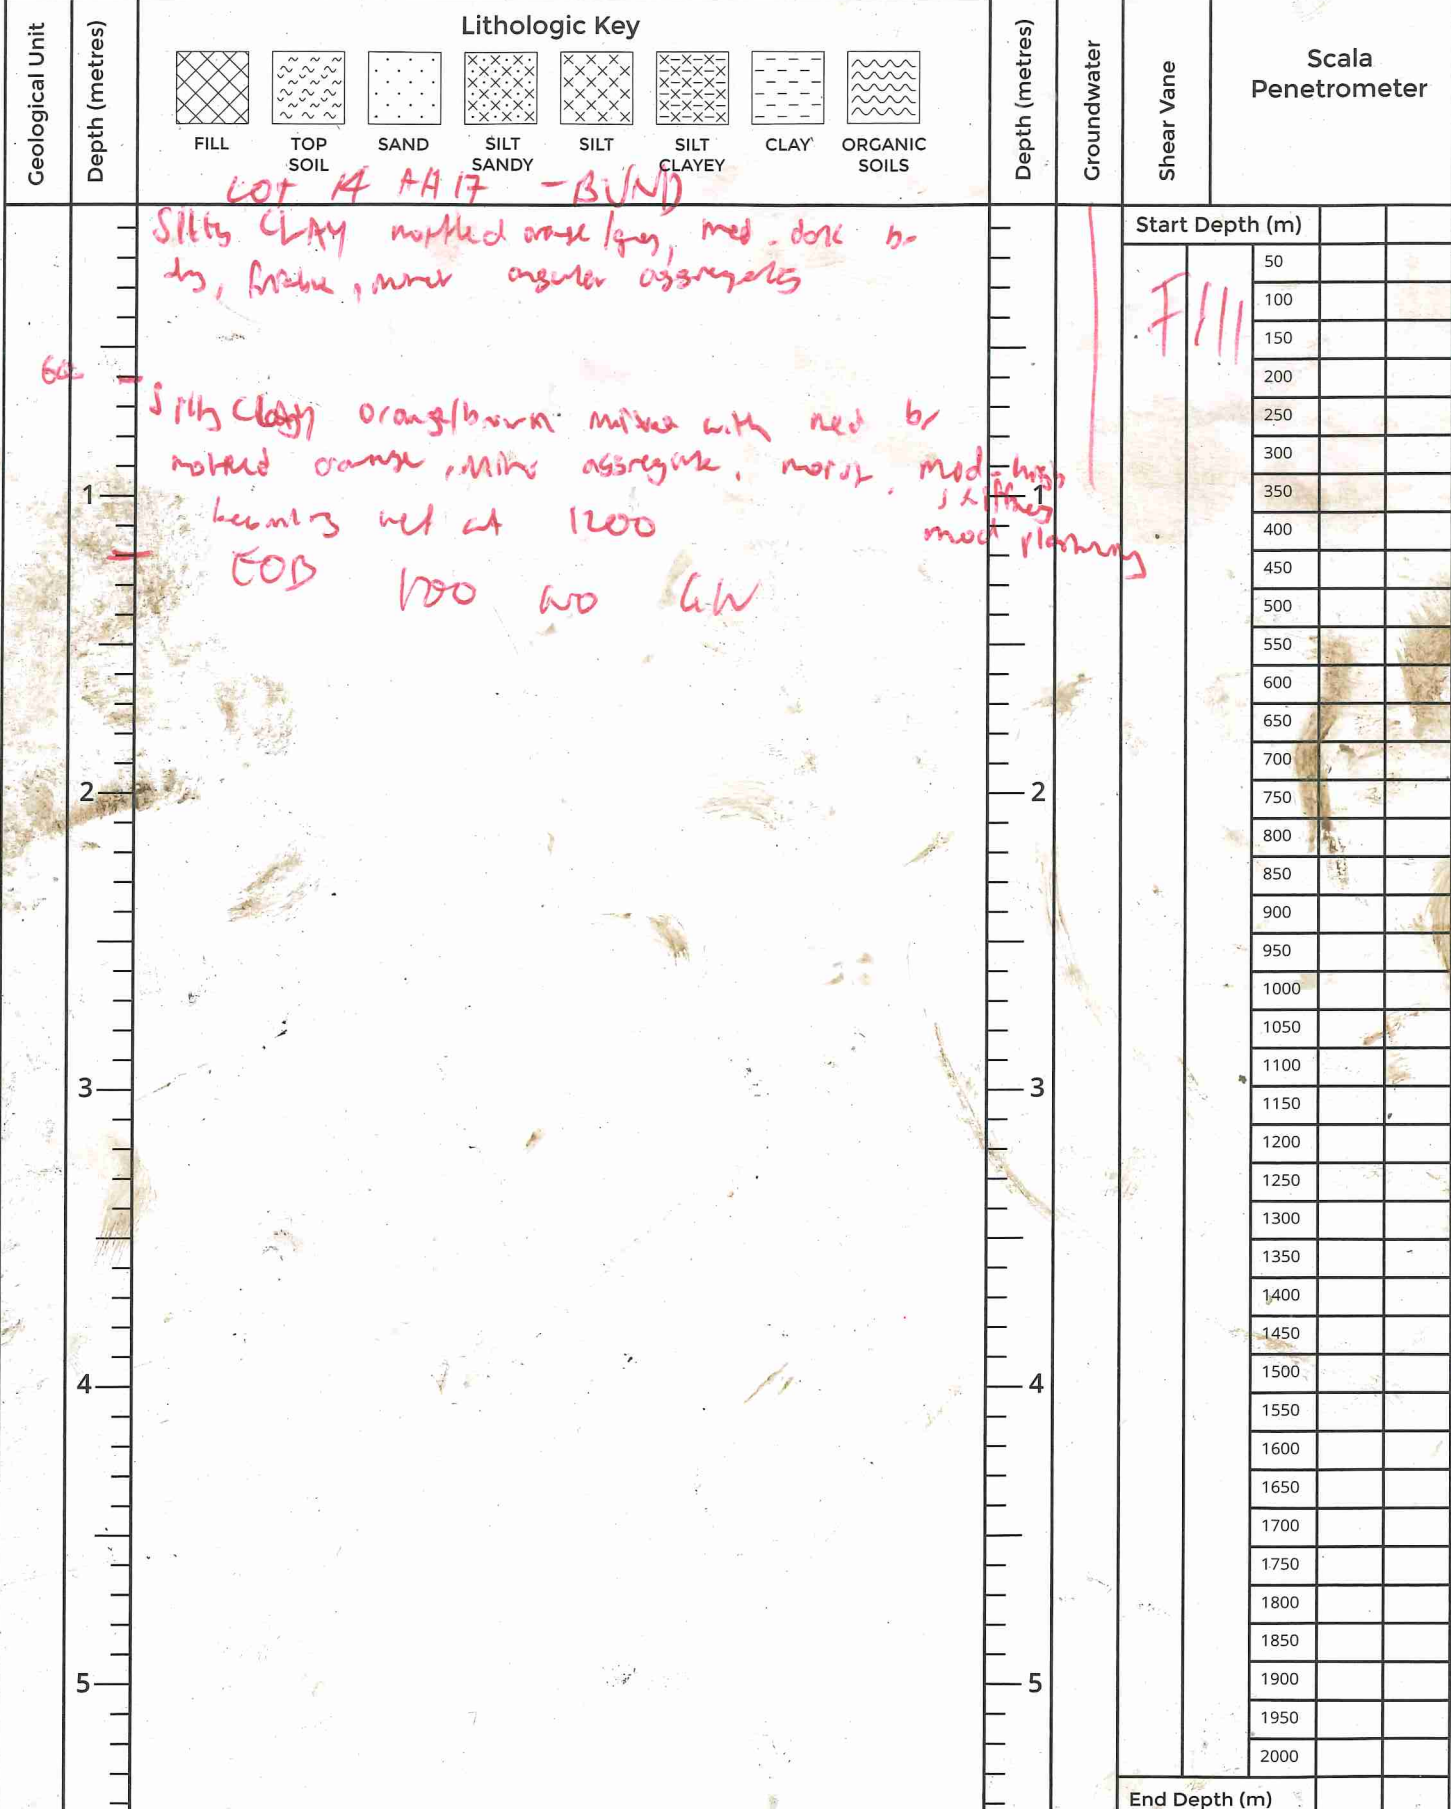 Geological Unit
Depth (metres)
Lithologic Key
Depth (metres)
Groundwater
Shear Vane
Scala
Penetrometer
FILL
TOP
SOIL
SAND
SILT
SANDY
SILT
SILT
CLAYEY
CLAY
ORGANIC
SOILS
LOT 14 AH 17 - BUND
Silty CLAY mottled orange/grey, med - dark br
dry, friable, minor angular aggregates
Start Depth (m)
Fill
50
100
150
200
250
300
350
400
450
500
550
600
650
700
750
800
850
900
950
1000
1050
1100
1150
1200
1250
1300
1350
1400
1450
1500
1550
1600
1650
1700
1750
1800
1850
1900
1950
2000
End Depth (m)
Silty Clay orange/brown mixed with med br
mottled orange, minor aggregate, moist, mod-high
stiffness
becoming wet at 1200
mod plasticity
EOB 1200 no GW
1 1
2 2
3 3
4 4
5 5